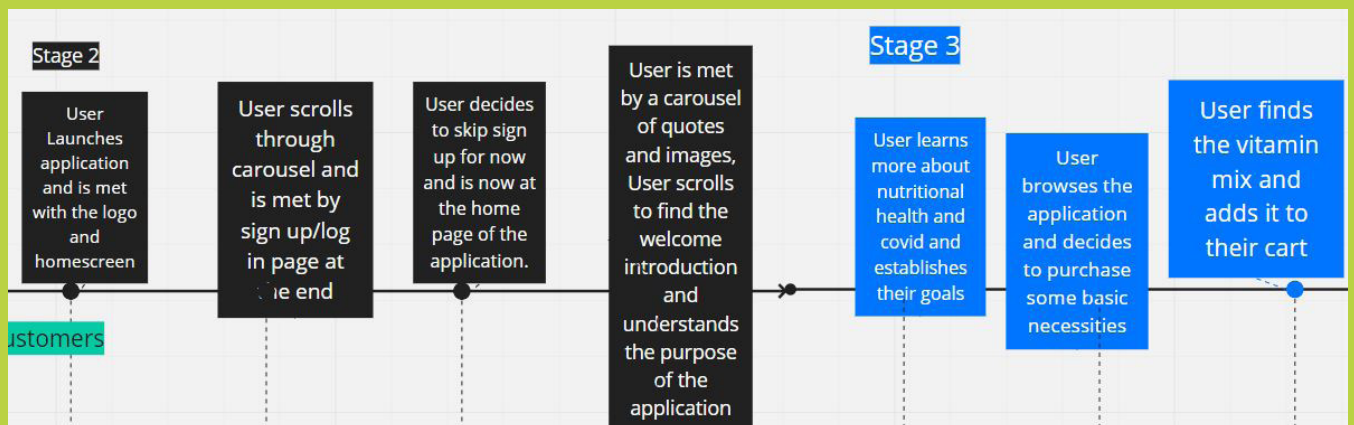 Stage 2
User
Launches
application
and is met
with the logo
and
homescreen
User scrolls
through
carousel and
is met by
sign up/log
in page at
the end
User decides
to skip sign
up for now
and is now at
the home
page of the
application.
User is met
by a carousel
of quotes
and images,
User scrolls
to find the
welcome
introduction
and
understands
the purpose
of the
application
Stage 3
User learns
more about
nutritional
health and
covid and
establishes
their goals
User
browses the
application
and decides
to purchase
some basic
necessities
User finds
the vitamin
mix and
adds it to
their cart
ustomers